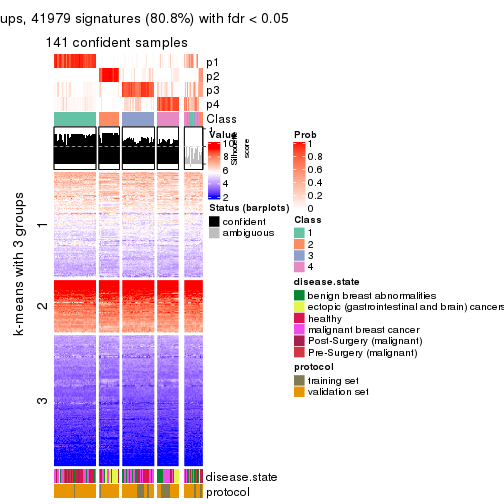 ups, 41979 signatures (80.8%) with fdr < 0.05
141 confident samples
p1
p2
p3
p4
Class
1
Silhouette
score
k-means with 3 groups
1
2
3
disease.state
protocol
Value
10
8
6
4
2
Status (barplots)
confident
ambiguous
Prob
1
0.8
0.6
0.4
0.2
0
Class
1
2
3
4
disease.state
benign breast abnormalities
ectopic (gastrointestinal and brain) cancers
healthy
malignant breast cancer
Post-Surgery (malignant)
Pre-Surgery (malignant)
protocol
training set
validation set